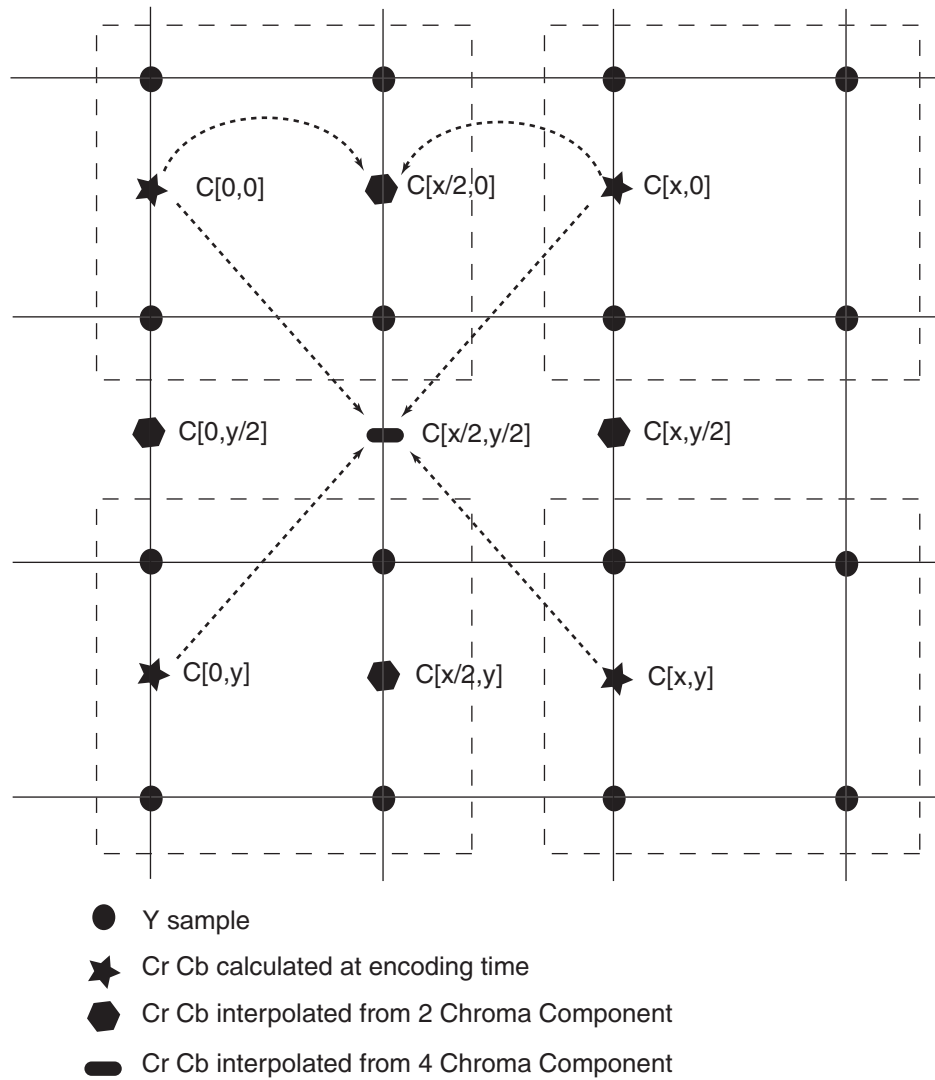 C[0,0]
C[x/2,0]
C[x,0]
C[0,y/2]
C[x/2,y/2]
C[x,y/2]
C[0,y]
C[x/2,y]
C[x,y]
Y sample
Cr Cb calculated at encoding time
Cr Cb interpolated from 2 Chroma Component
Cr Cb interpolated from 4 Chroma Component